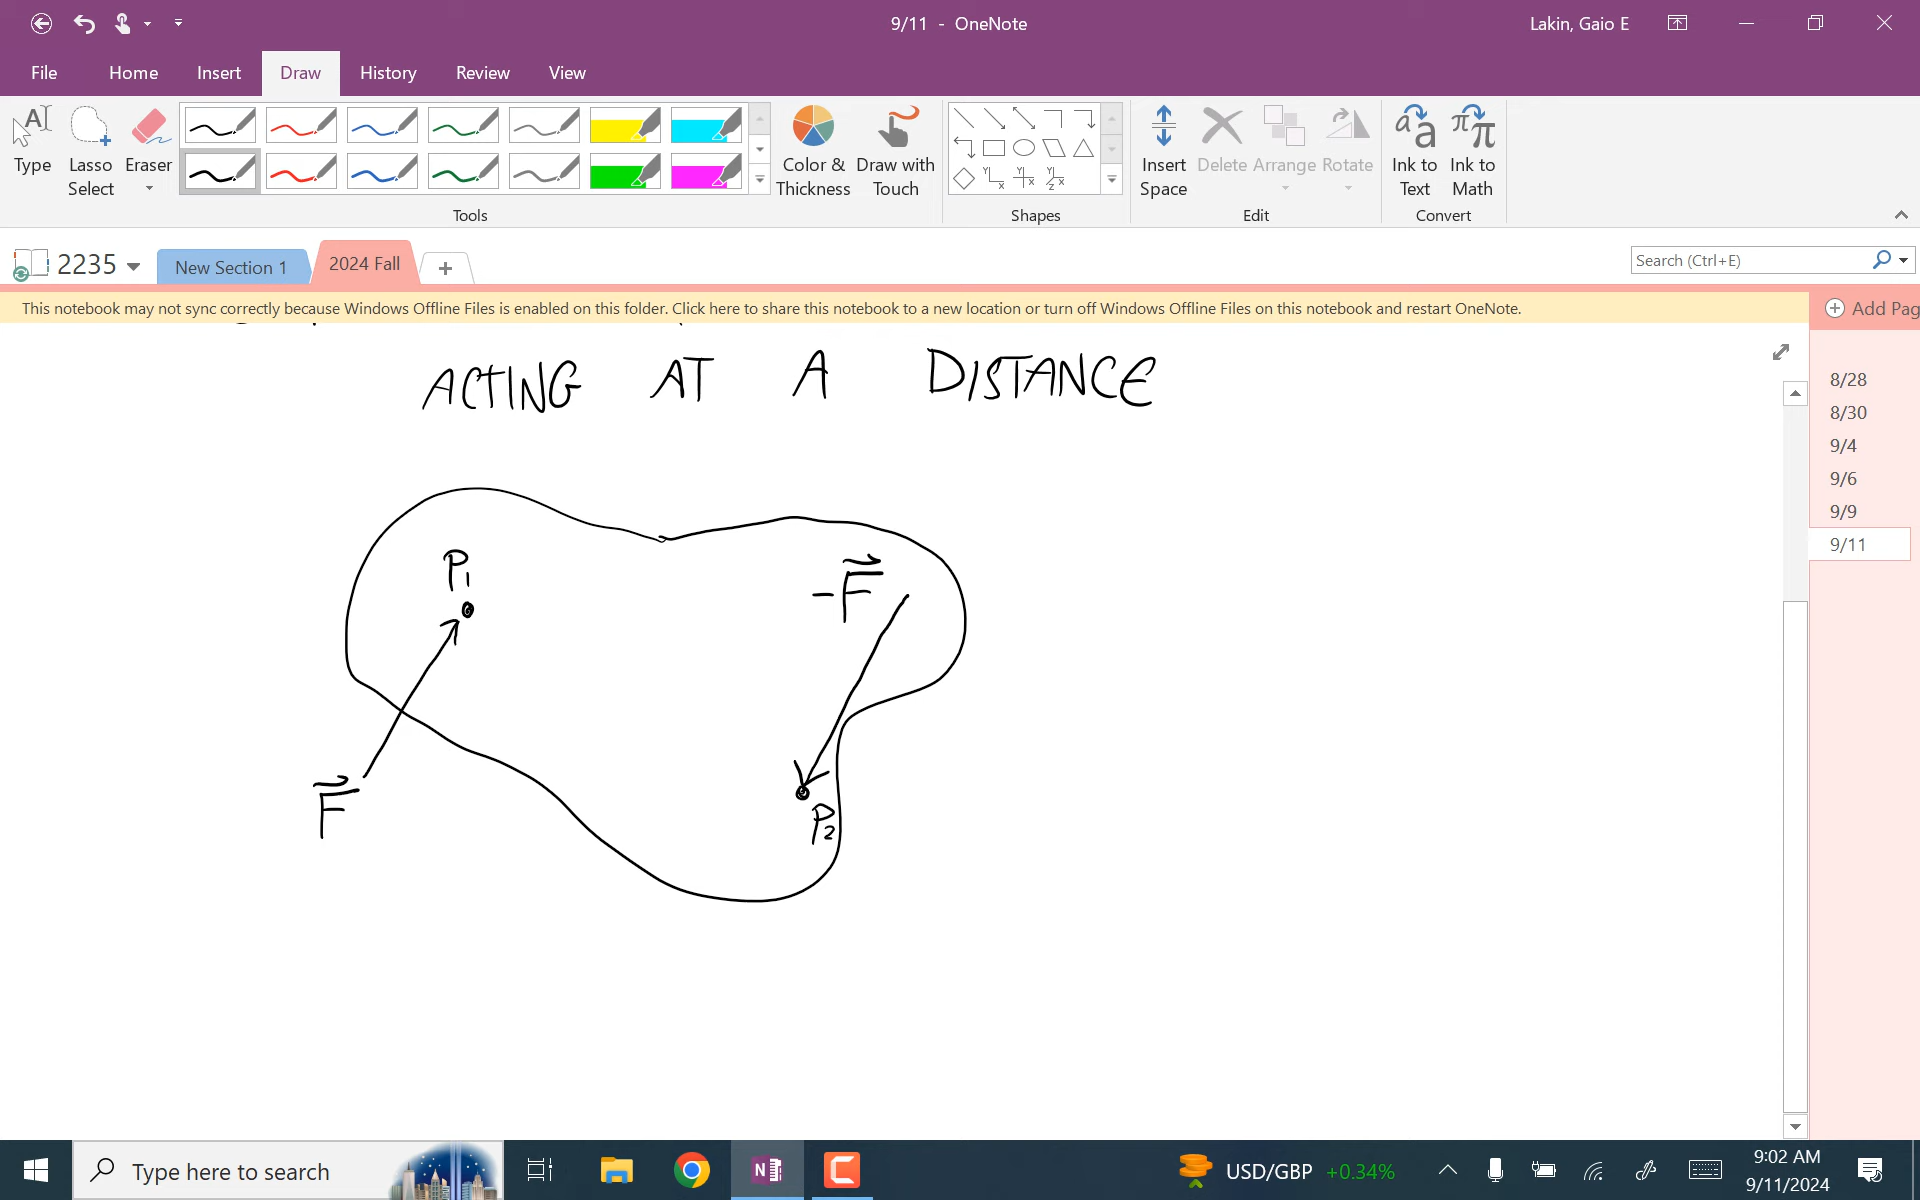 9/11 - OneNote
Lakin, Gaio E
File Home Insert Draw History Review View
Type
Lasso Select
Eraser
Color & Thickness
Draw with Touch
Insert Space
Delete
Arrange
Rotate
Ink to Text
Ink to Math
Tools Shapes Edit Convert
2235 New Section 1 2024 Fall +
Search (Ctrl+E)
This notebook may not sync correctly because Windows Offline Files is enabled on this folder. Click here to share this notebook to a new location or turn off Windows Offline Files on this notebook and restart OneNote.
Add Pag
8/28
8/30
9/4
9/6
9/9
9/11
ACTING AT A DISTANCE
P₁
-F⃗
F⃗
P₂
Type here to search
USD/GBP +0.34%
9:02 AM
9/11/2024